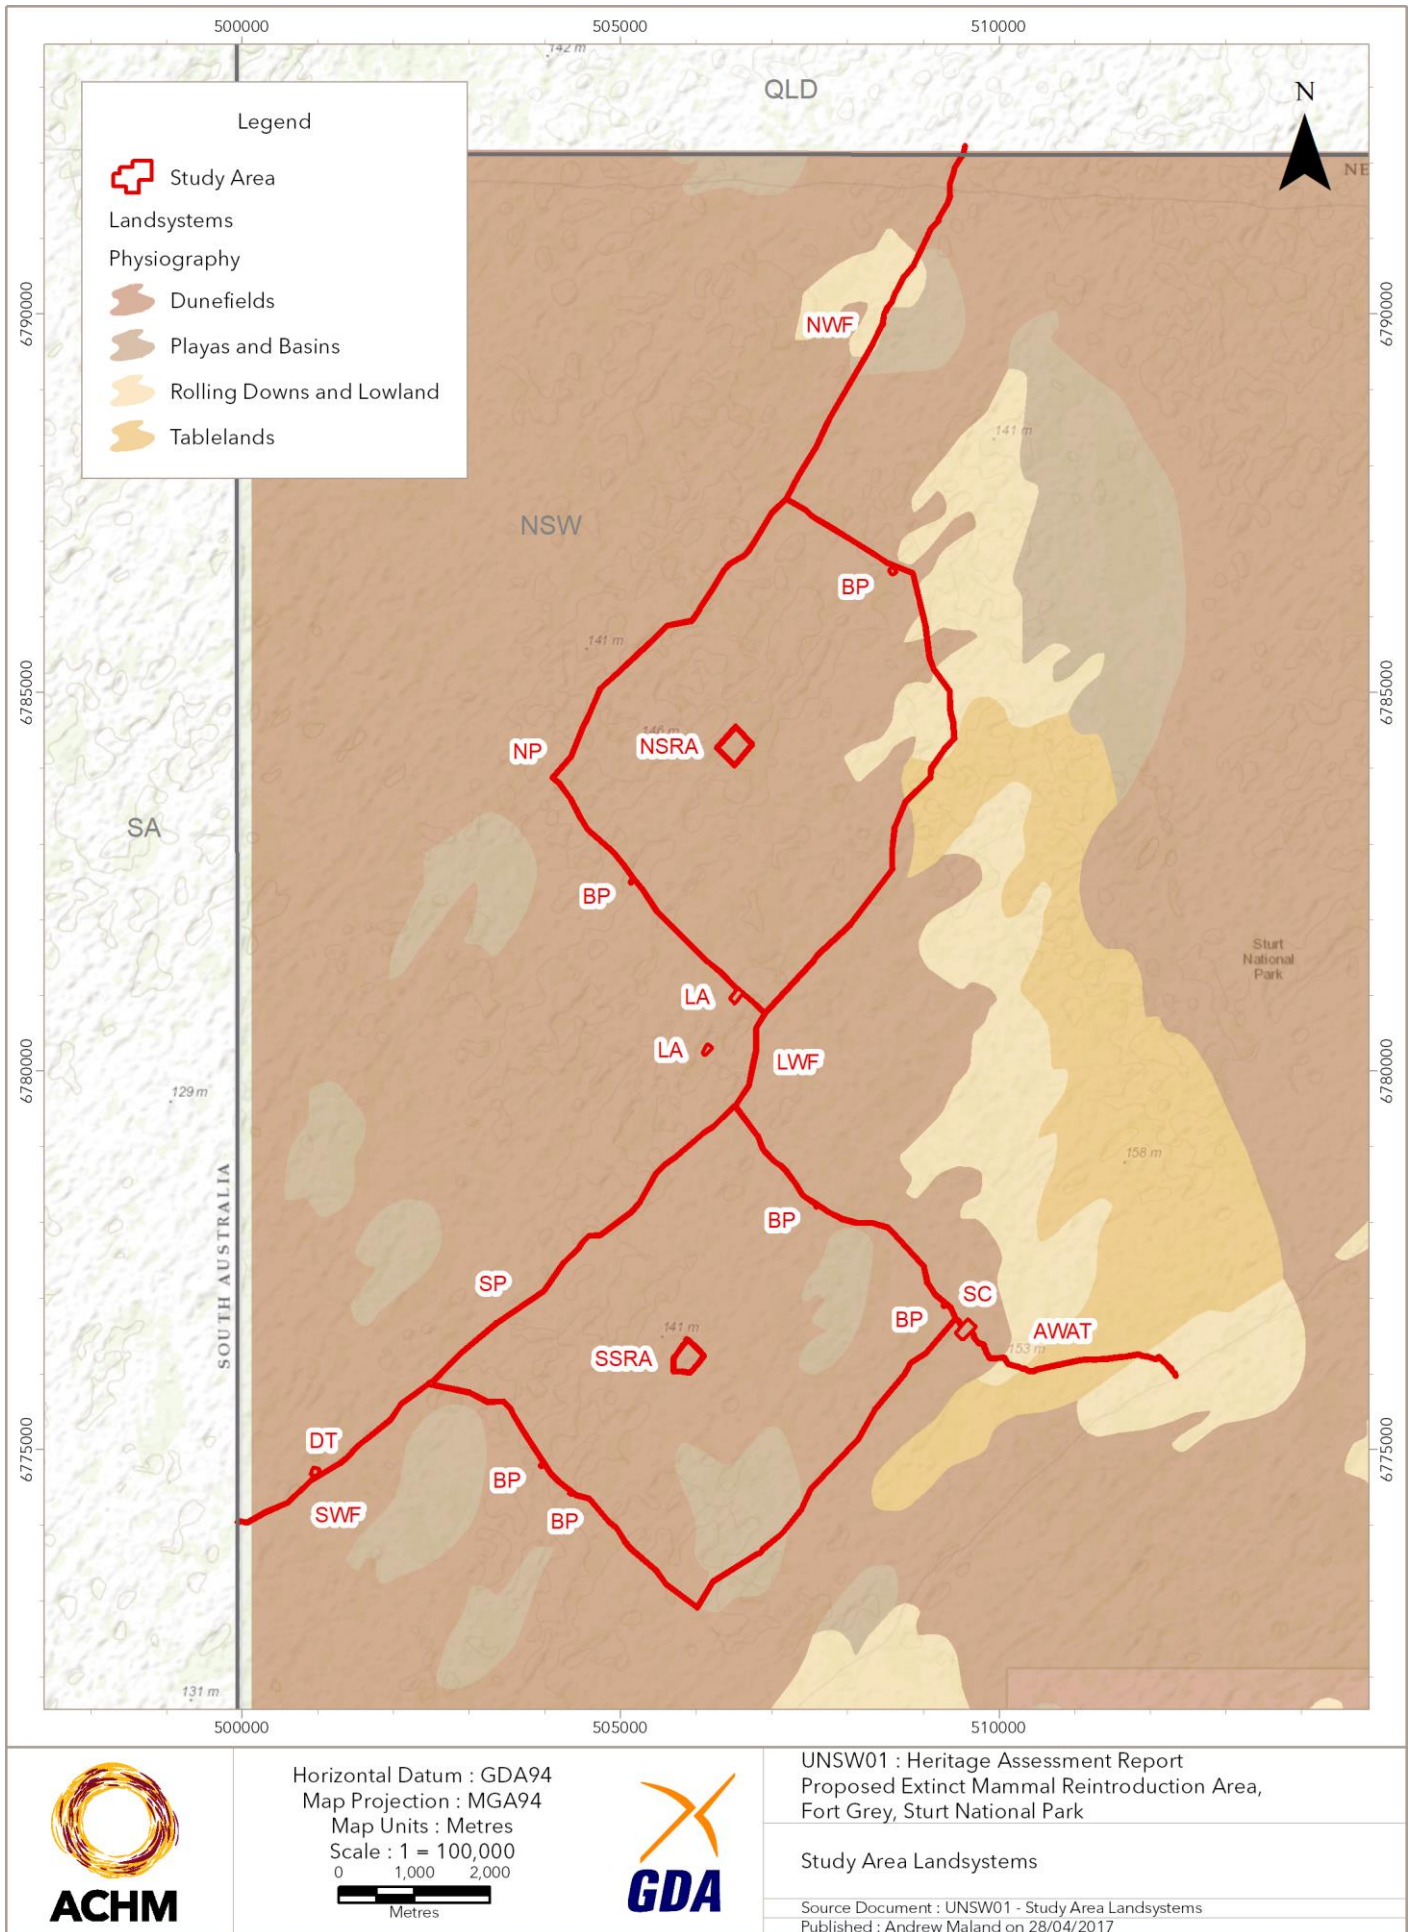 500000
505000
510000
142 m
QLD
N
Legend
Study Area
Landsystems
Physiography
Dunefields
Playas and Basins
Rolling Downs and Lowland
Tablelands
NE
6790000
6790000
NWF
141 m
NSW
BP
141 m
6785000
6785000
146 m
NP
NSRA
SA
BP
Sturt
National
Park
LA
LA
LWF
6780000
6780000
129 m
158 m
SOUTH AUSTRALIA
BP
SP
SC
BP
AWAT
141 m
153 m
SSRA
6775000
6775000
DT
BP
SWF
BP
131 m
500000
505000
510000
ACHM
Horizontal Datum : GDA94
Map Projection : MGA94
Map Units : Metres
Scale : 1 = 100,000
0 1,000 2,000
Metres
GDA
UNSW01 : Heritage Assessment Report
Proposed Extinct Mammal Reintroduction Area,
Fort Grey, Sturt National Park
Study Area Landsystems
Source Document : UNSW01 - Study Area Landsystems
Published : Andrew Maland on 28/04/2017